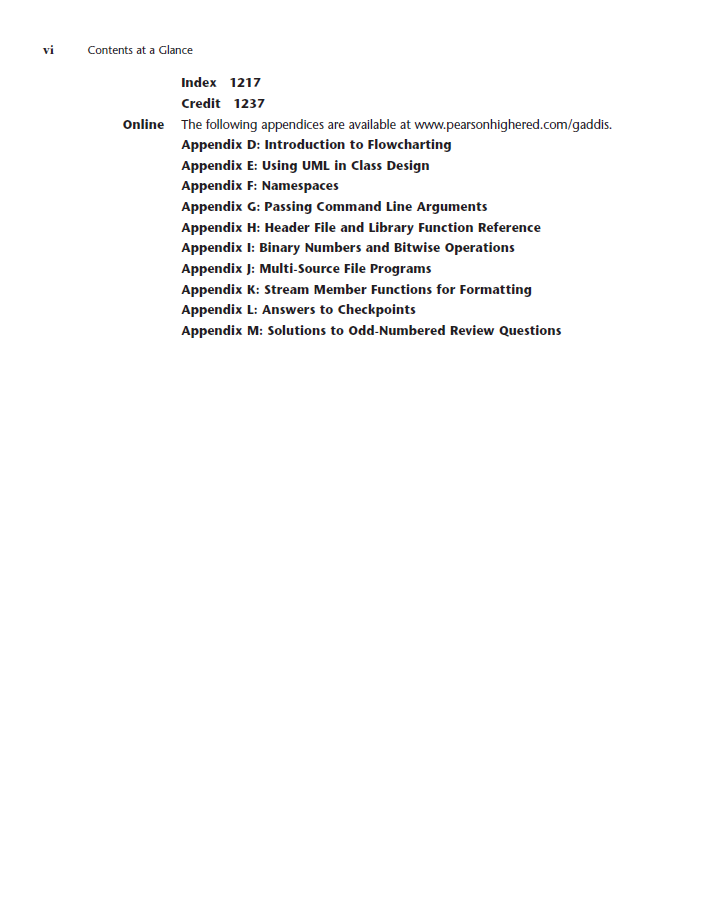 vi Contents at a Glance
Index 1217
Credit 1237
Online The following appendices are available at www.pearsonhighered.com/gaddis.
Appendix D: Introduction to Flowcharting
Appendix E: Using UML in Class Design
Appendix F: Namespaces
Appendix G: Passing Command Line Arguments
Appendix H: Header File and Library Function Reference
Appendix I: Binary Numbers and Bitwise Operations
Appendix J: Multi-Source File Programs
Appendix K: Stream Member Functions for Formatting
Appendix L: Answers to Checkpoints
Appendix M: Solutions to Odd-Numbered Review Questions